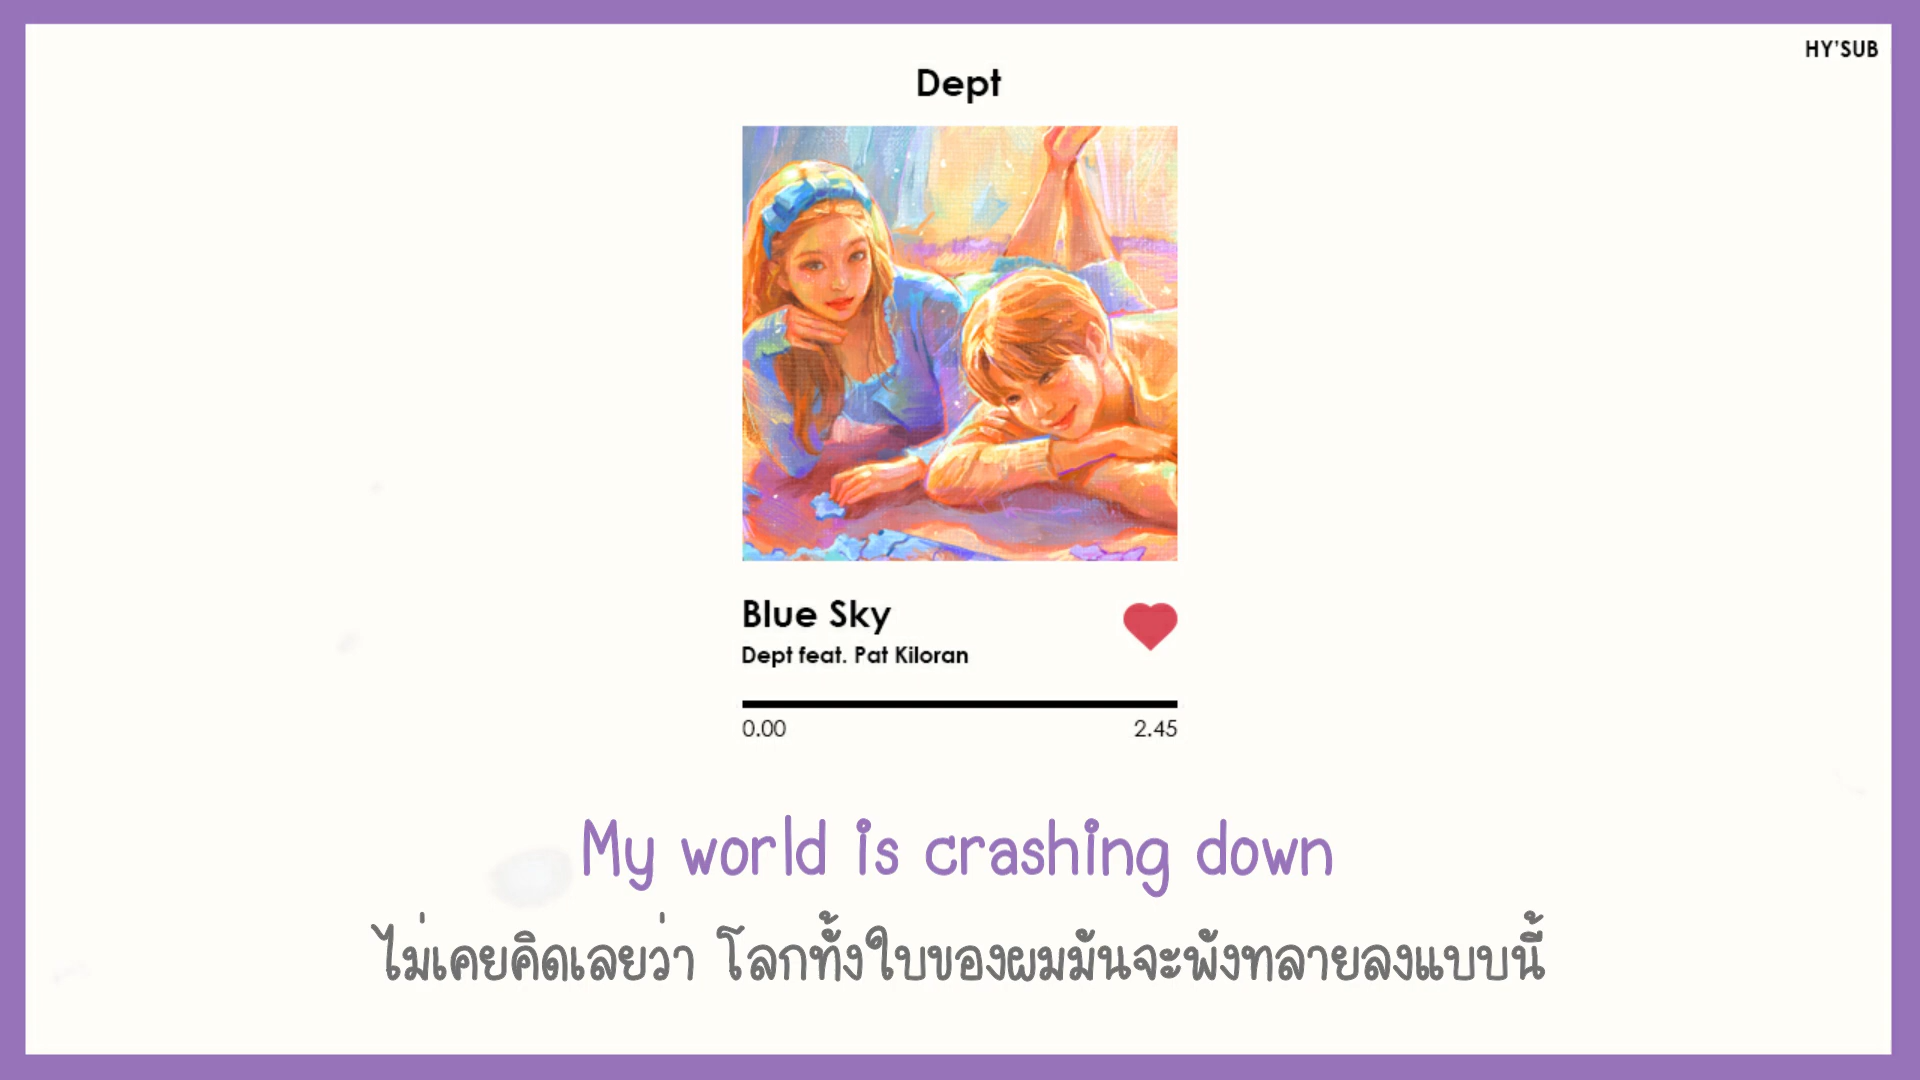 HY'SUB
Dept
Blue Sky
Dept feat. Pat Kiloran
0.00 2.45
My world is crashing down
ไม่เคยคิดเลยว่า โลกทั้งใบของผมมันจะพังทลายลงแบบนี้